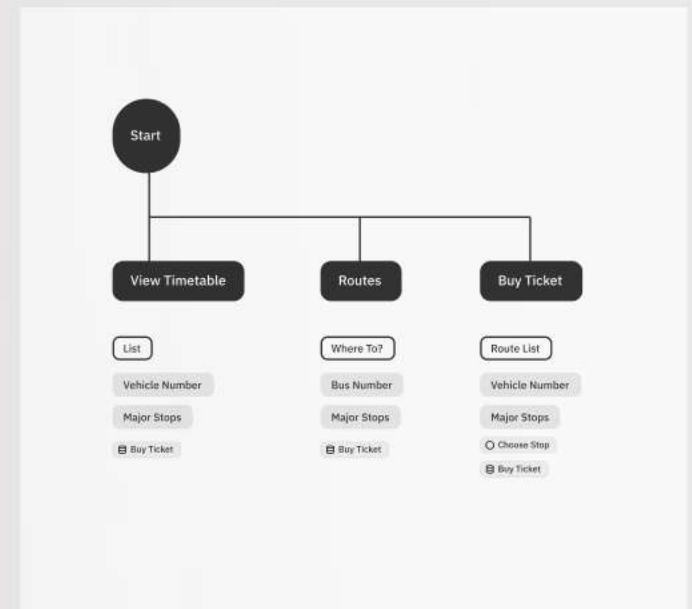 Start
View Timetable
Routes
Buy Ticket
List
Where To?
Route List
Vehicle Number
Bus Number
Vehicle Number
Major Stops
Major Stops
Major Stops
Buy Ticket
Buy Ticket
Choose Stop
Buy Ticket